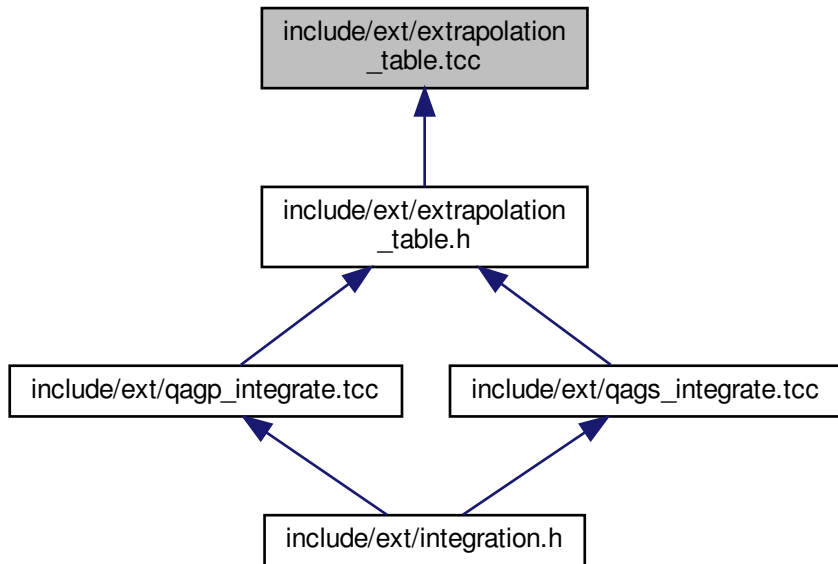 include/ext/extrapolation
_table.tcc
include/ext/extrapolation
_table.h
include/ext/qagp_integrate.tcc
include/ext/qags_integrate.tcc
include/ext/integration.h